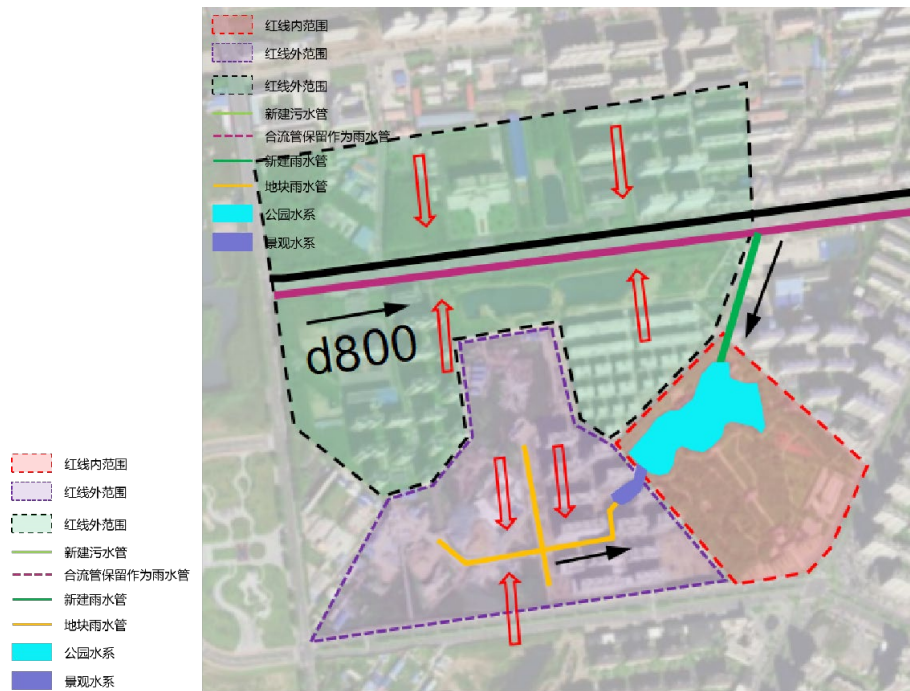 红线内范围
红线外范围
红线外范围
新建污水管
合流管保留作为雨水管
新建雨水管
地块雨水管
公园水系
景观水系
d800
红线内范围
红线外范围
红线外范围
新建污水管
合流管保留作为雨水管
新建雨水管
地块雨水管
公园水系
景观水系